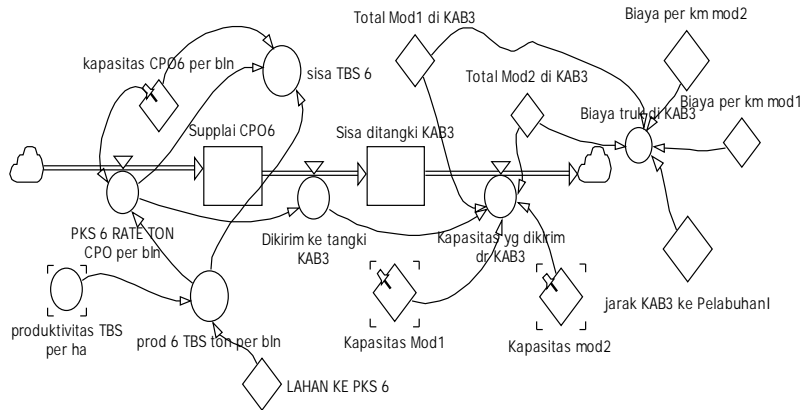 Total Mod1 di KAB3
Biaya per km mod2
kapasitas CPO6 per bln
sisa TBS 6
Total Mod2 di KAB3
Biaya truk di KAB3
Biaya per km mod1
Supplai CPO6
Sisa ditangki KAB3
PKS 6 RATE TON
CPO per bln
Dikirim ke tangki
KAB3
Kapasitas yg dikirim
dr KAB3
produktivitas TBS
per ha
prod 6 TBS ton per bln
Kapasitas Mod1
Kapasitas mod2
jarak KAB3 ke PelabuhanI
LAHAN KE PKS 6